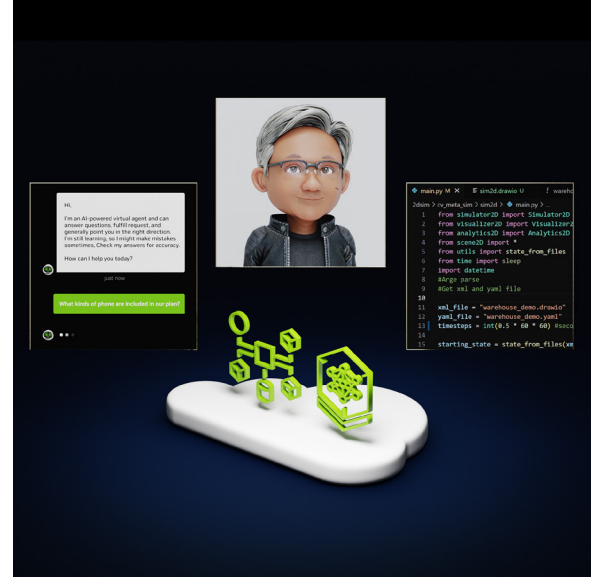 Hi,
I'm an AI-powered virtual agent and can
answer questions, fulfill request, and
generally point you in the right direction.
I'm still learning, so I might make mistakes
sometimes. Check my answers for accuracy.
How can I help you today?
just now
What kinds of phone are included in our plan?
main.py M X sim2d.drawio U ! wareho
2dsim > cv_meta_sim > sim2d > main.py > ...
1 from simulator2D import Simulator2D
2 from visualizer2D import Visualizer2
3 from analytics2D import Analytics2D
4 from scene2D import *
5 from utils import state_from_files
6 from time import sleep
7 import datetime
8 #Arge parse
9 #Get xml and yaml file
10
11 xml_file = "warehouse_demo.drawio"
12 yaml_file = "warehouse_demo.yaml"
13 timesteps = int(0.5 * 60 * 60) #saco
14
15 starting_state = state_from_files(xm